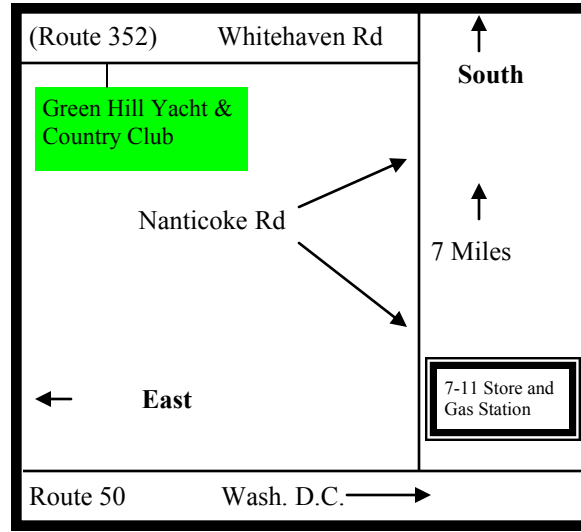 (Route 352) Whitehaven Rd
South
Green Hill Yacht &
Country Club
Nanticoke Rd
7 Miles
East
7-11 Store and
Gas Station
Route 50 Wash. D.C.